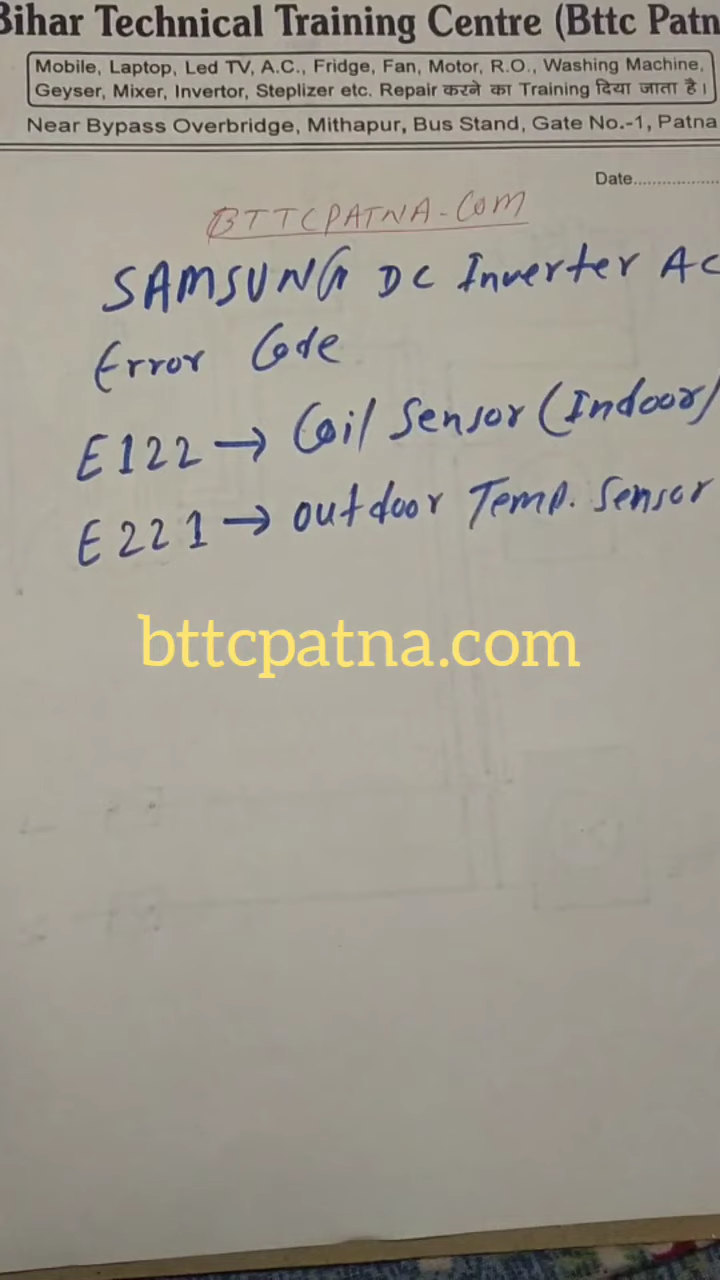 Bihar Technical Training Centre (Bttc Patn
Mobile, Laptop, Led TV, A.C., Fridge, Fan, Motor, R.O., Washing Machine,
Geyser, Mixer, Invertor, Steplizer etc. Repair करने का Training दिया जाता है।
Near Bypass Overbridge, Mithapur, Bus Stand, Gate No.-1, Patna
Date..................
BTTCPATNA-COM
SAMSUNG DC Inverter AC
Error Code
E122 → Coil Sensor (Indoor)
E221 → outdoor Temp. Sensor
bttcpatna.com